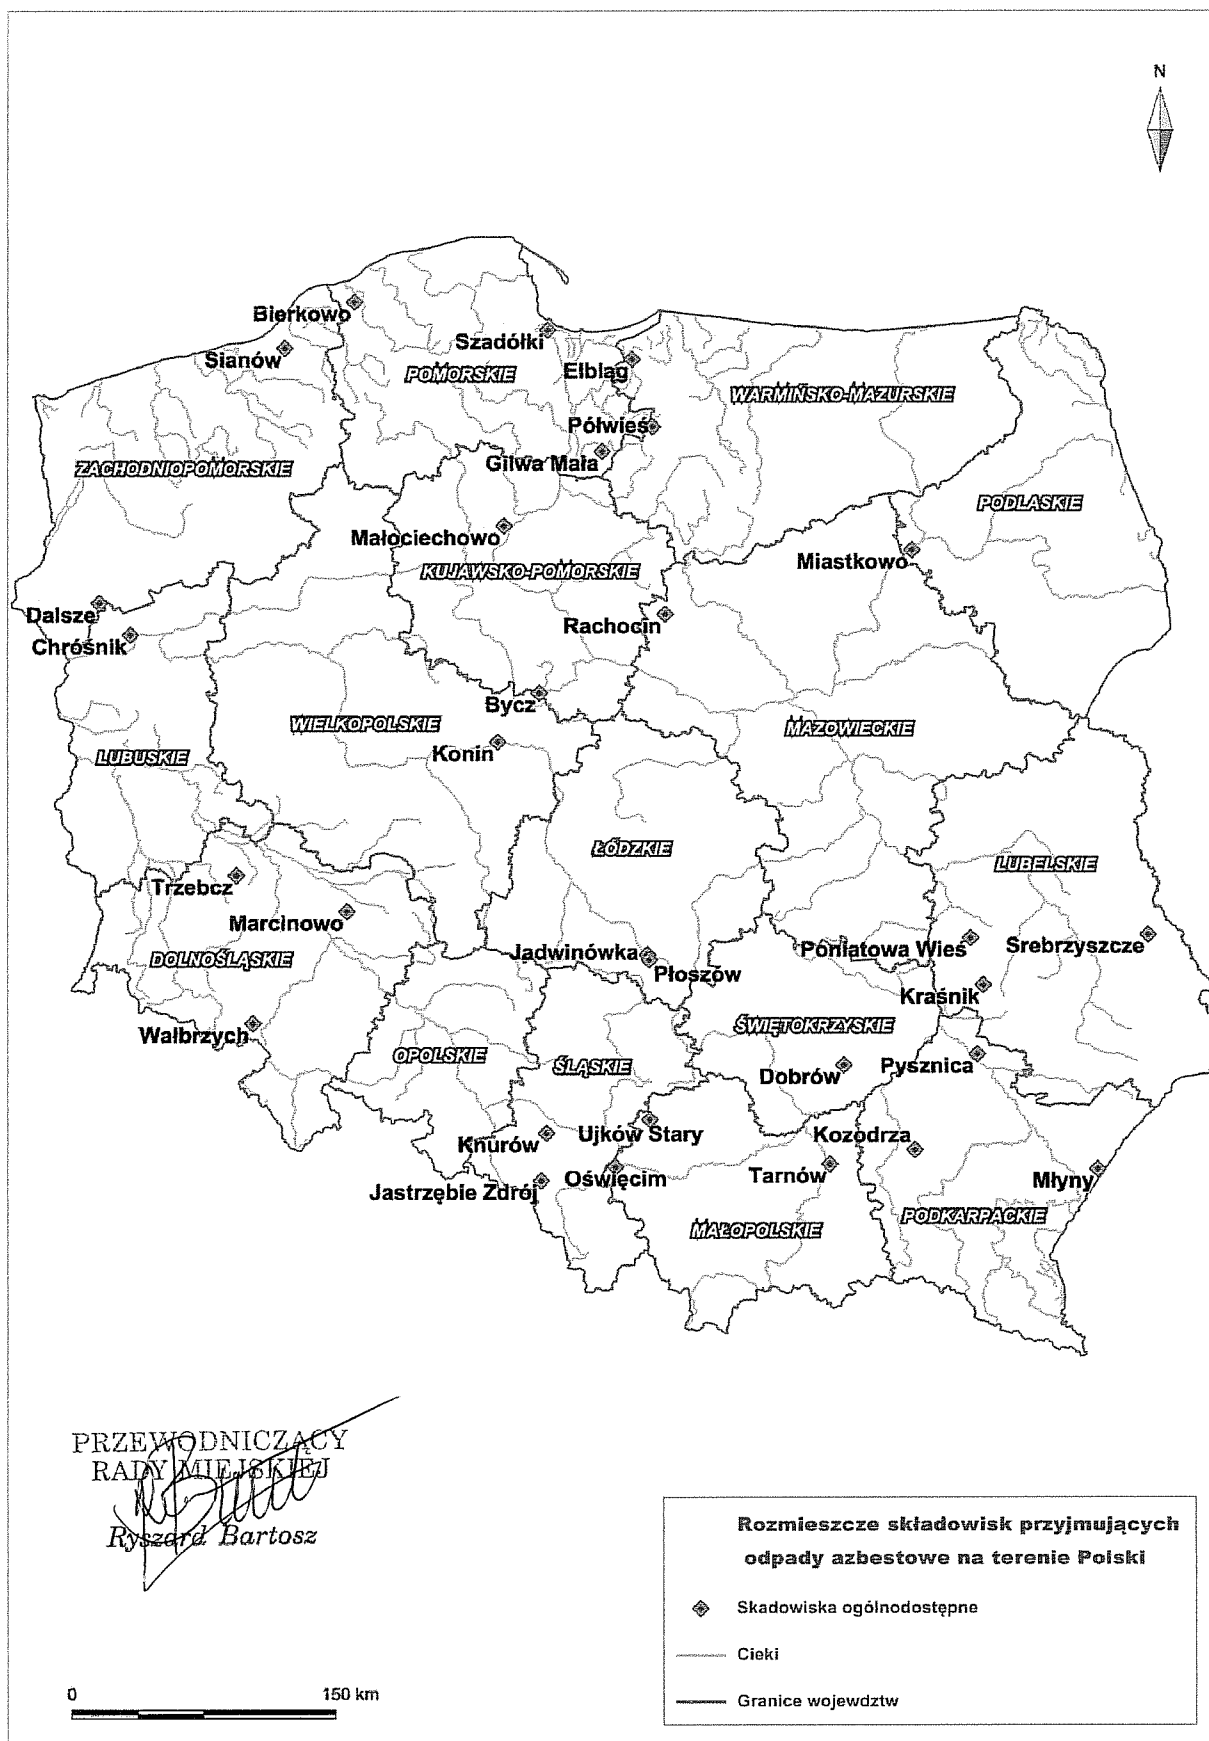 N
Bierkowo
Szadółki
Sianów
POMORSKIE
Elbląg
WARMIŃSKO-MAZURSKIE
Półwieś
Gilwa Mała
ZACHODNIOPOMORSKIE
PODLASKIE
Małociechowo
Miastkowo
KUJAWSKO-POMORSKIE
Dalsze
Rachocin
Chróśnik
Bycz
WIELKOPOLSKIE
MAZOWIECKIE
Konin
LUBUSKIE
ŁÓDZKIE
LUBELSKIE
Trzebcz
Marcinowo
Jadwinówka
Poniatowa Wieś
Srebrzyszcze
DOLNOŚLĄSKIE
Płoszów
Kraśnik
ŚWIĘTOKRZYSKIE
Wałbrzych
OPOLSKIE
ŚLĄSKIE
Dobrów
Pysznica
Knurów
Ujków Stary
Kozodrza
Jastrzębie Zdrój
Oświęcim
Tarnów
Młyny
MAŁOPOLSKIE
PODKARPACKIE
PRZEWODNICZĄCY
RADY MIEJSKIEJ
Ryszard Bartosz
Rozmieszcze składowisk przyjmujących
odpady azbestowe na terenie Polski
Skadowiska ogólnodostępne
Cieki
Granice wojewdztw
0 150 km